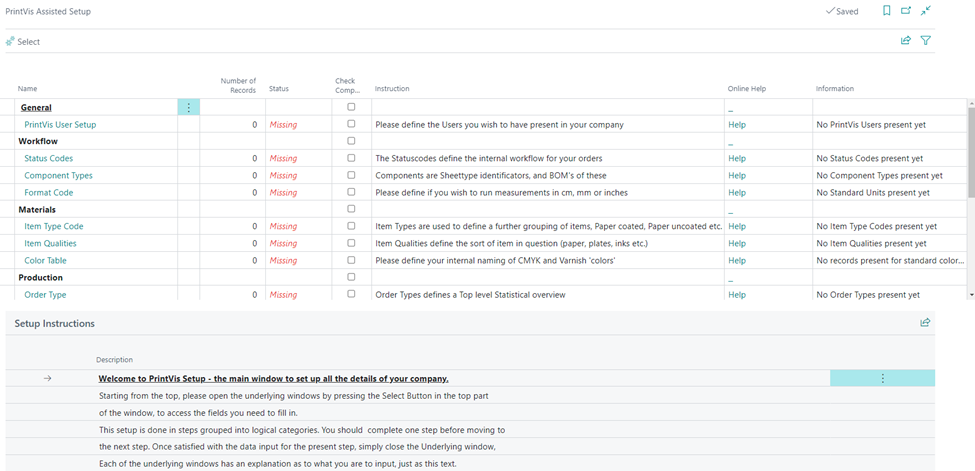 PrintVis Assisted Setup
Saved
Select
Name Number of Records Status Check Comp... Instruction Online Help Information
General _
PrintVis User Setup 0 Missing Please define the Users you wish to have present in your company Help No PrintVis Users present yet
Workflow _
Status Codes 0 Missing The Statuscodes define the internal workflow for your orders Help No Status Codes present yet
Component Types 0 Missing Components are Sheettype identificators, and BOM's of these Help No Component Types present yet
Format Code 0 Missing Please define if you wish to run measurements in cm, mm or inches Help No Standard Units present yet
Materials _
Item Type Code 0 Missing Item Types are used to define a further grouping of items, Paper coated, Paper uncoated etc. Help No Item Type Codes present yet
Item Qualities 0 Missing Item Qualities define the sort of item in question (paper, plates, inks etc.) Help No Item Qualities present yet
Color Table 0 Missing Please define your internal naming of CMYK and Varnish 'colors' Help No records present for standard color...
Production _
Order Type 0 Missing Order Types defines a Top level Statistical overview Help No Order Types present yet
Setup Instructions
Description
Welcome to PrintVis Setup - the main window to set up all the details of your company.
Starting from the top, please open the underlying windows by pressing the Select Button in the top part
of the window, to access the fields you need to fill in.
This setup is done in steps grouped into logical categories. You should complete one step before moving to
the next step. Once satisfied with the data input for the present step, simply close the Underlying window,
Each of the underlying windows has an explanation as to what you are to input, just as this text.